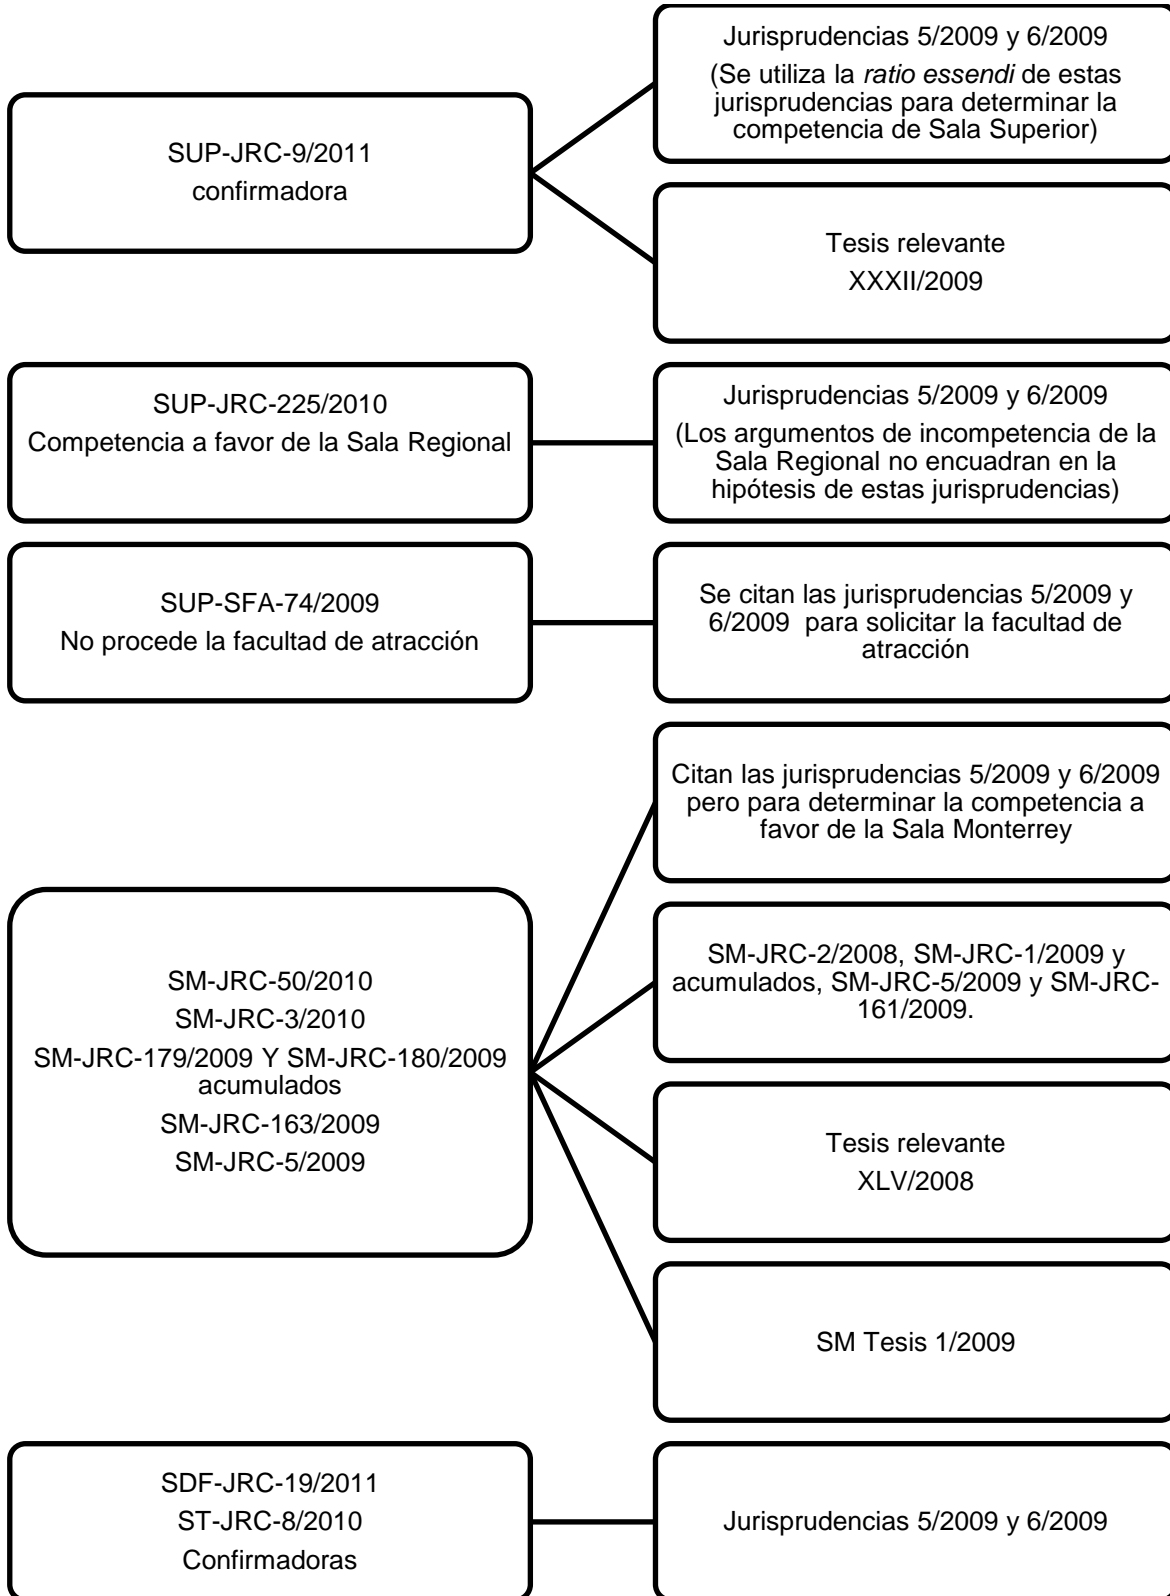 SUP-JRC-9/2011
confirmadora
Jurisprudencias 5/2009 y 6/2009
(Se utiliza la ratio essendi de estas
jurisprudencias para determinar la
competencia de Sala Superior)
Tesis relevante
XXXII/2009
SUP-JRC-225/2010
Competencia a favor de la Sala Regional
Jurisprudencias 5/2009 y 6/2009
(Los argumentos de incompetencia de la
Sala Regional no encuadran en la
hipótesis de estas jurisprudencias)
SUP-SFA-74/2009
No procede la facultad de atracción
Se citan las jurisprudencias 5/2009 y
6/2009 para solicitar la facultad de
atracción
SM-JRC-50/2010
SM-JRC-3/2010
SM-JRC-179/2009 Y SM-JRC-180/2009
acumulados
SM-JRC-163/2009
SM-JRC-5/2009
Citan las jurisprudencias 5/2009 y 6/2009
pero para determinar la competencia a
favor de la Sala Monterrey
SM-JRC-2/2008, SM-JRC-1/2009 y
acumulados, SM-JRC-5/2009 y SM-JRC-
161/2009.
Tesis relevante
XLV/2008
SM Tesis 1/2009
SDF-JRC-19/2011
ST-JRC-8/2010
Confirmadoras
Jurisprudencias 5/2009 y 6/2009